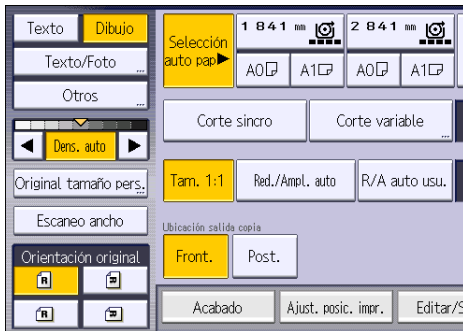 Texto
Dibujo
Texto/Foto
Otros
Dens. auto
Original tamaño pers.
Escaneo ancho
Orientación original
R
R
R
R
Selección
auto pap▶
1 841 mm
2 841 mm
A0
A1
A0
A1
Corte sincro
Corte variable
Tam. 1:1
Red./Ampl. auto
R/A auto usu.
Ubicación salida copia
Front.
Post.
Acabado
Ajust. posic. impr.
Editar/S